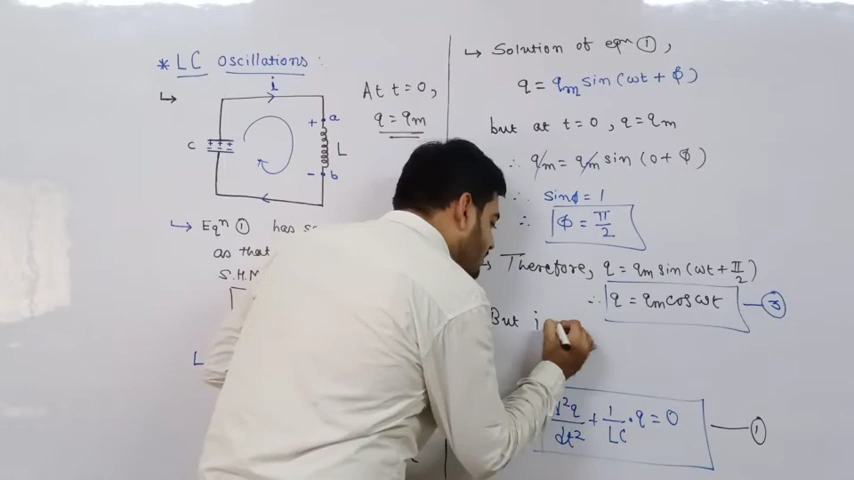 * LC oscillations :
↳
i
+ a
C
L
- b
At t=0,
q = qm
↳ Eqⁿ ① has
as that
S.H.M
L
↳ Solution of eqn ①,
q = qm sin (ωt + ϕ)
but at t=0, q = qm
∴ qm = qm sin (0 + ϕ)
∴ sinϕ = 1
∴ ϕ = π/2
Therefore, q = qm sin (ωt + π/2)
∴ q = qm cos ωt — ③
But i
d²q/dt² + 1/LC · q = 0 — ①